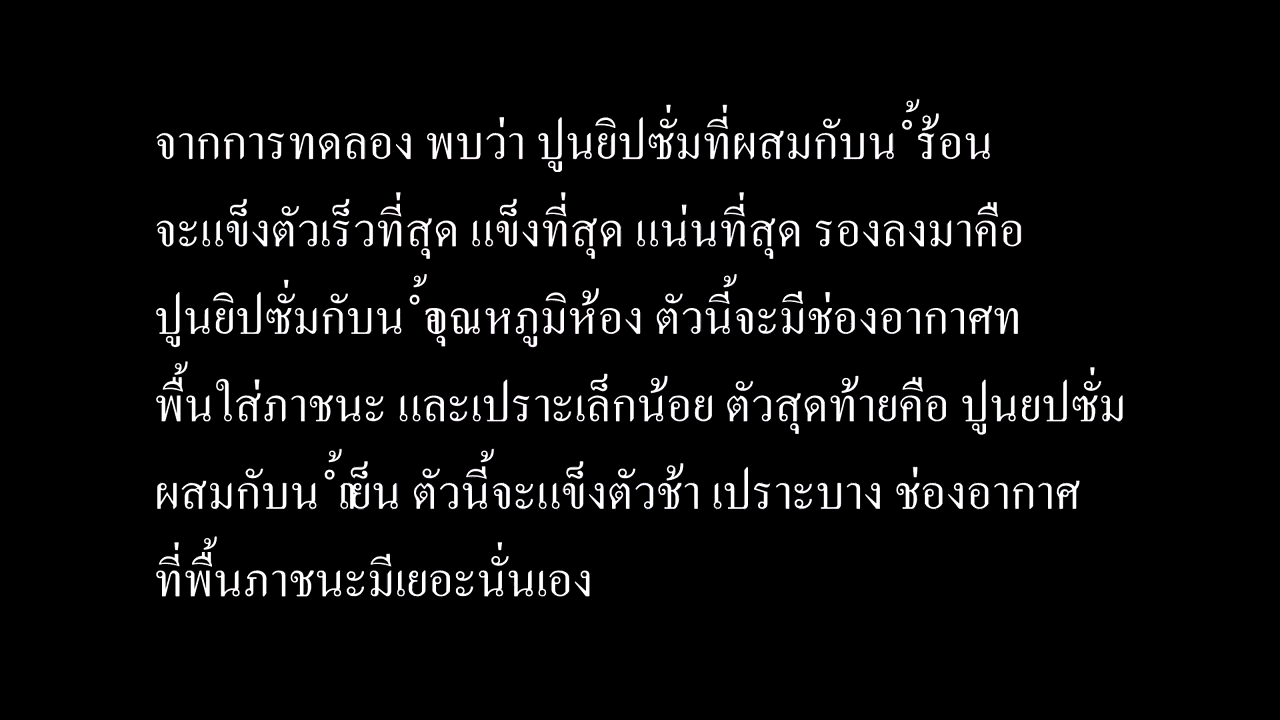 จากการทดลอง พบว่า ปูนยิปซั่มที่ผสมกับน้ำร้อน
จะแข็งตัวเร็วที่สุด แข็งที่สุด แน่นที่สุด รองลงมาคือ
ปูนยิปซั่มกับน้ำอุณหภูมิห้อง ตัวนี้จะมีช่องอากาศท
พื้นใส่ภาชนะ และเปราะเล็กน้อย ตัวสุดท้ายคือ ปูนยปซั่ม
ผสมกับน้ำเย็น ตัวนี้จะแข็งตัวช้า เปราะบาง ช่องอากาศ
ที่พื้นภาชนะมีเยอะนั่นเอง